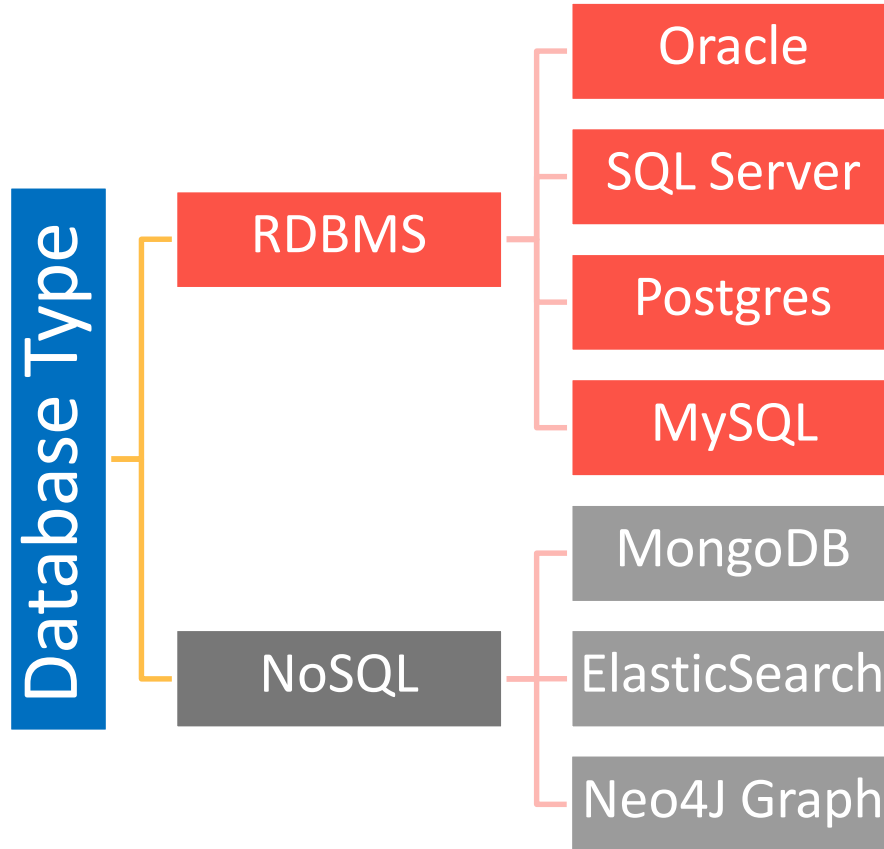 Database Type
RDBMS
Oracle
SQL Server
Postgres
MySQL
NoSQL
MongoDB
ElasticSearch
Neo4J Graph